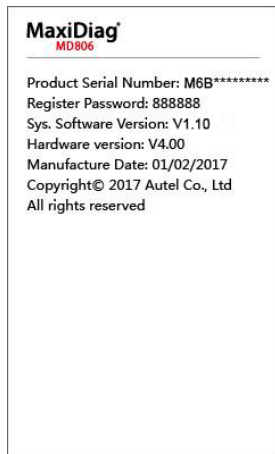 MaxiDiag®
MD806
Product Serial Number: M6B*********
Register Password: 888888
Sys. Software Version: V1.10
Hardware version: V4.00
Manufacture Date: 01/02/2017
Copyright© 2017 Autel Co., Ltd
All rights reserved